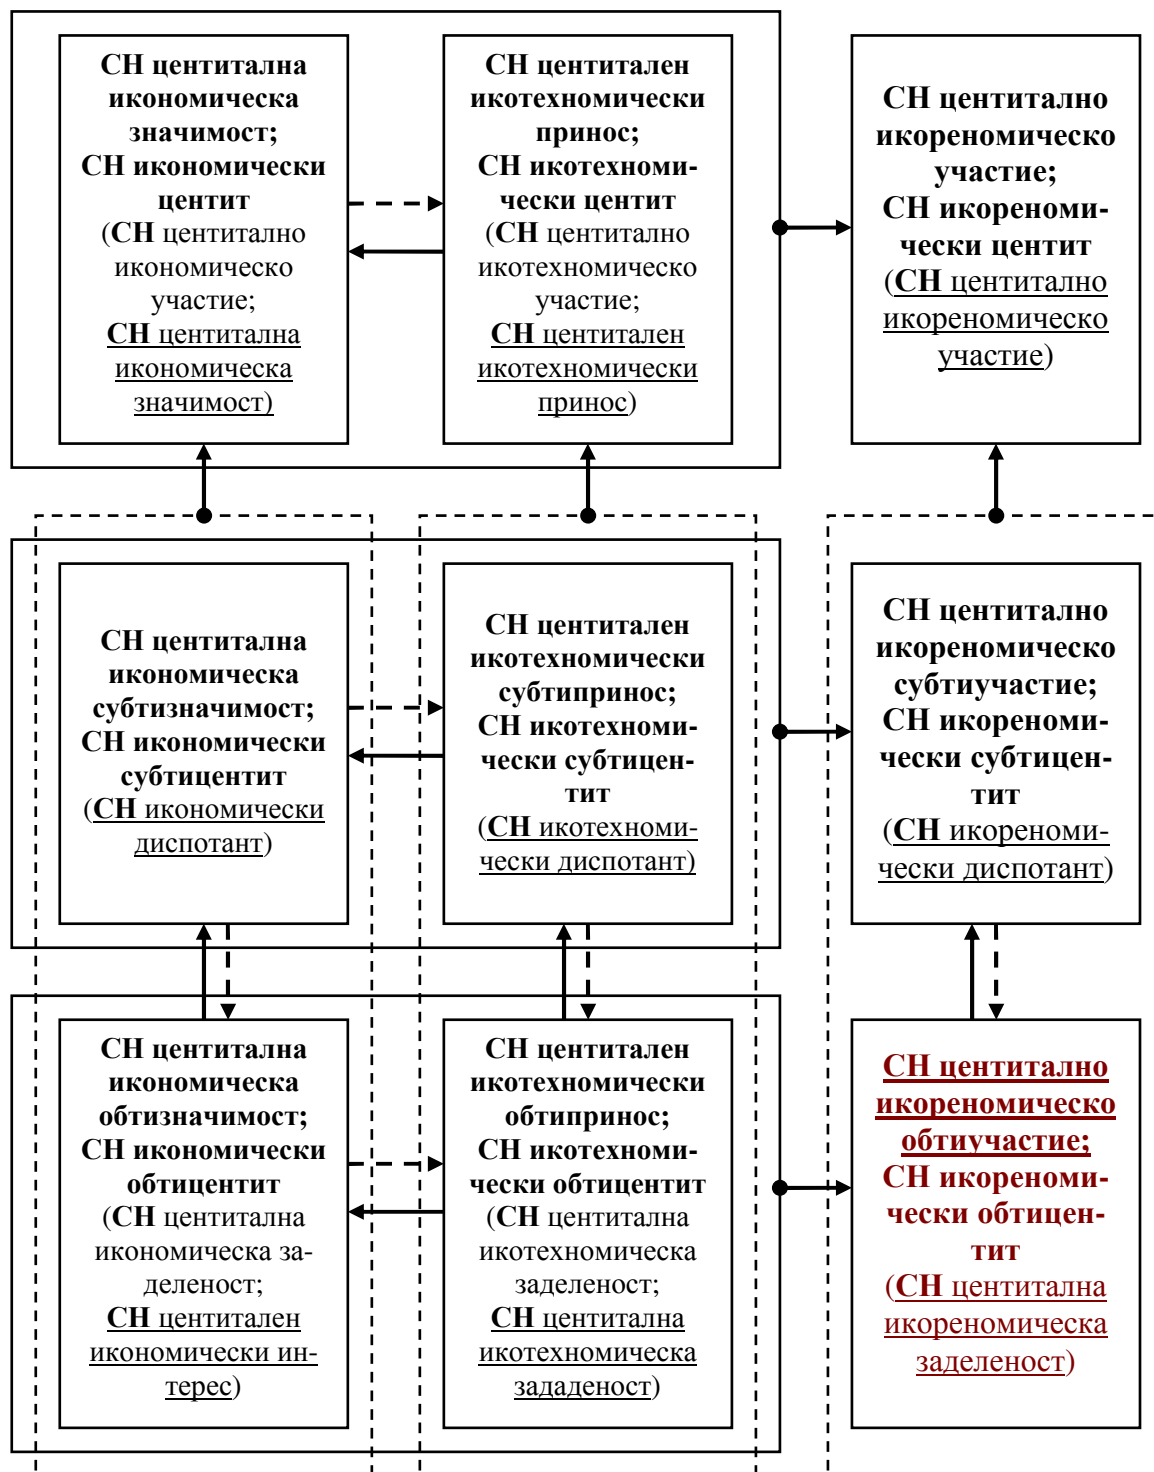 СН центитална
икономическа
значимост;
СН икономически
центит
(СН центитално
икономическо
участие;
СН центитална
икономическа
значимост)
СН центитален
икотехномически
принос;
СН икотехноми-
чески центит
(СН центитално
икотехномическо
участие;
СН центитален
икотехномически
принос)
СН центитално
икореномическо
участие;
СН икореноми-
чески центит
(СН центитално
икореномическо
участие)
СН центитална
икономическа
субтизначимост;
СН икономически
субтицентит
(СН икономически
диспотант)
СН центитален
икотехномически
субтипринос;
СН икотехноми-
чески субтицен-
тит
(СН икотехноми-
чески диспотант)
СН центитално
икореномическо
субтиучастие;
СН икореноми-
чески субтицен-
тит
(СН икореноми-
чески диспотант)
СН центитална
икономическа
обтизначимост;
СН икономически
обтицентит
(СН центитална
икономическа за-
деленост;
СН центитален
икономически ин-
терес)
СН центитален
икотехномически
обтипринос;
СН икотехноми-
чески обтицентит
(СН центитална
икотехномическа
заделеност;
СН центитална
икотехномическа
зададеност)
СН центитално
икореномическо
обтиучастие;
СН икореноми-
чески обтицен-
тит
(СН центитална
икореномическа
заделеност)